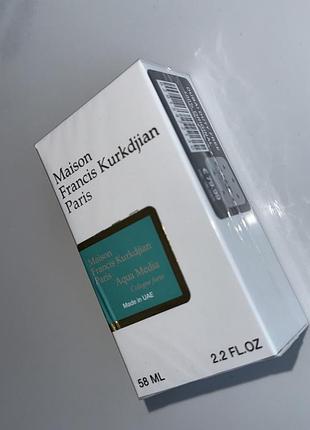 Maison
Francis Kurkdjian
Paris
Maison
Francis Kurkdjian
Paris
Aqua Media
Cologne forte
Made in UAE
58 ML
2.2 FL.OZ